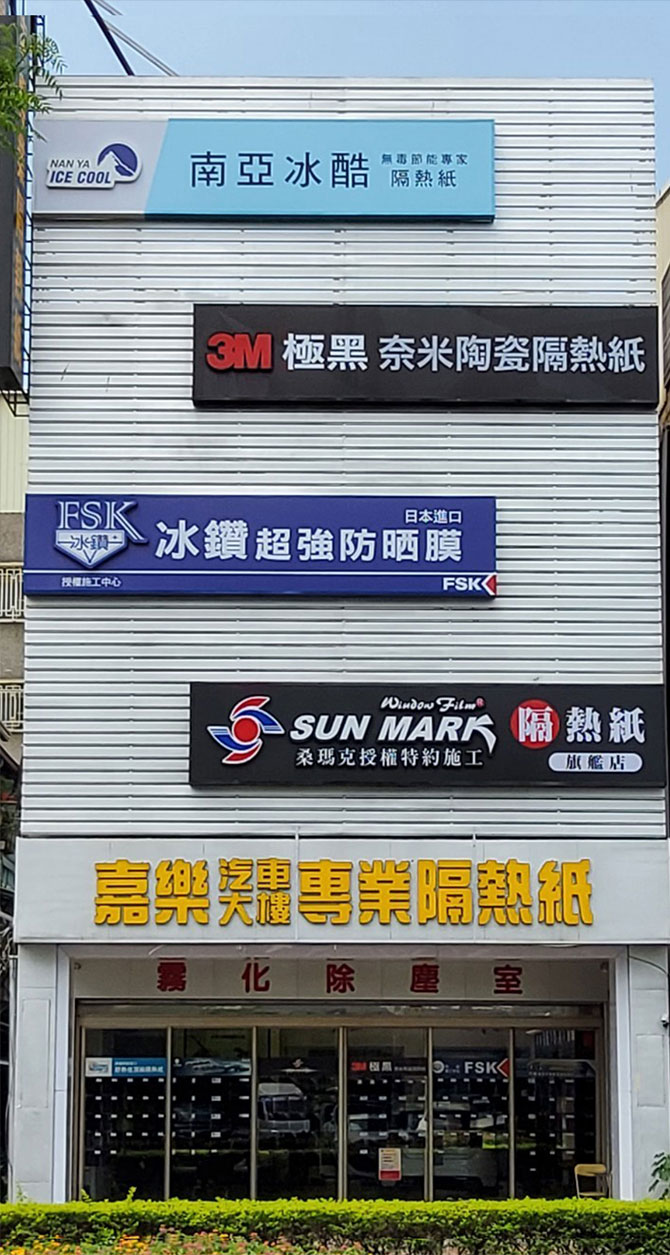 NAN YA
ICE COOL
南亞冰酷
無毒節能專家
隔熱紙
3M 極黑 奈米陶瓷隔熱紙
FSK
冰鑽
冰鑽超強防晒膜
日本進口
授權施工中心
FSK
Window Film®
SUN MARK
桑瑪克授權特約施工
隔熱紙
旗艦店
嘉樂汽車大樓專業隔熱紙
霧化除塵室
3M 極黑
FSK